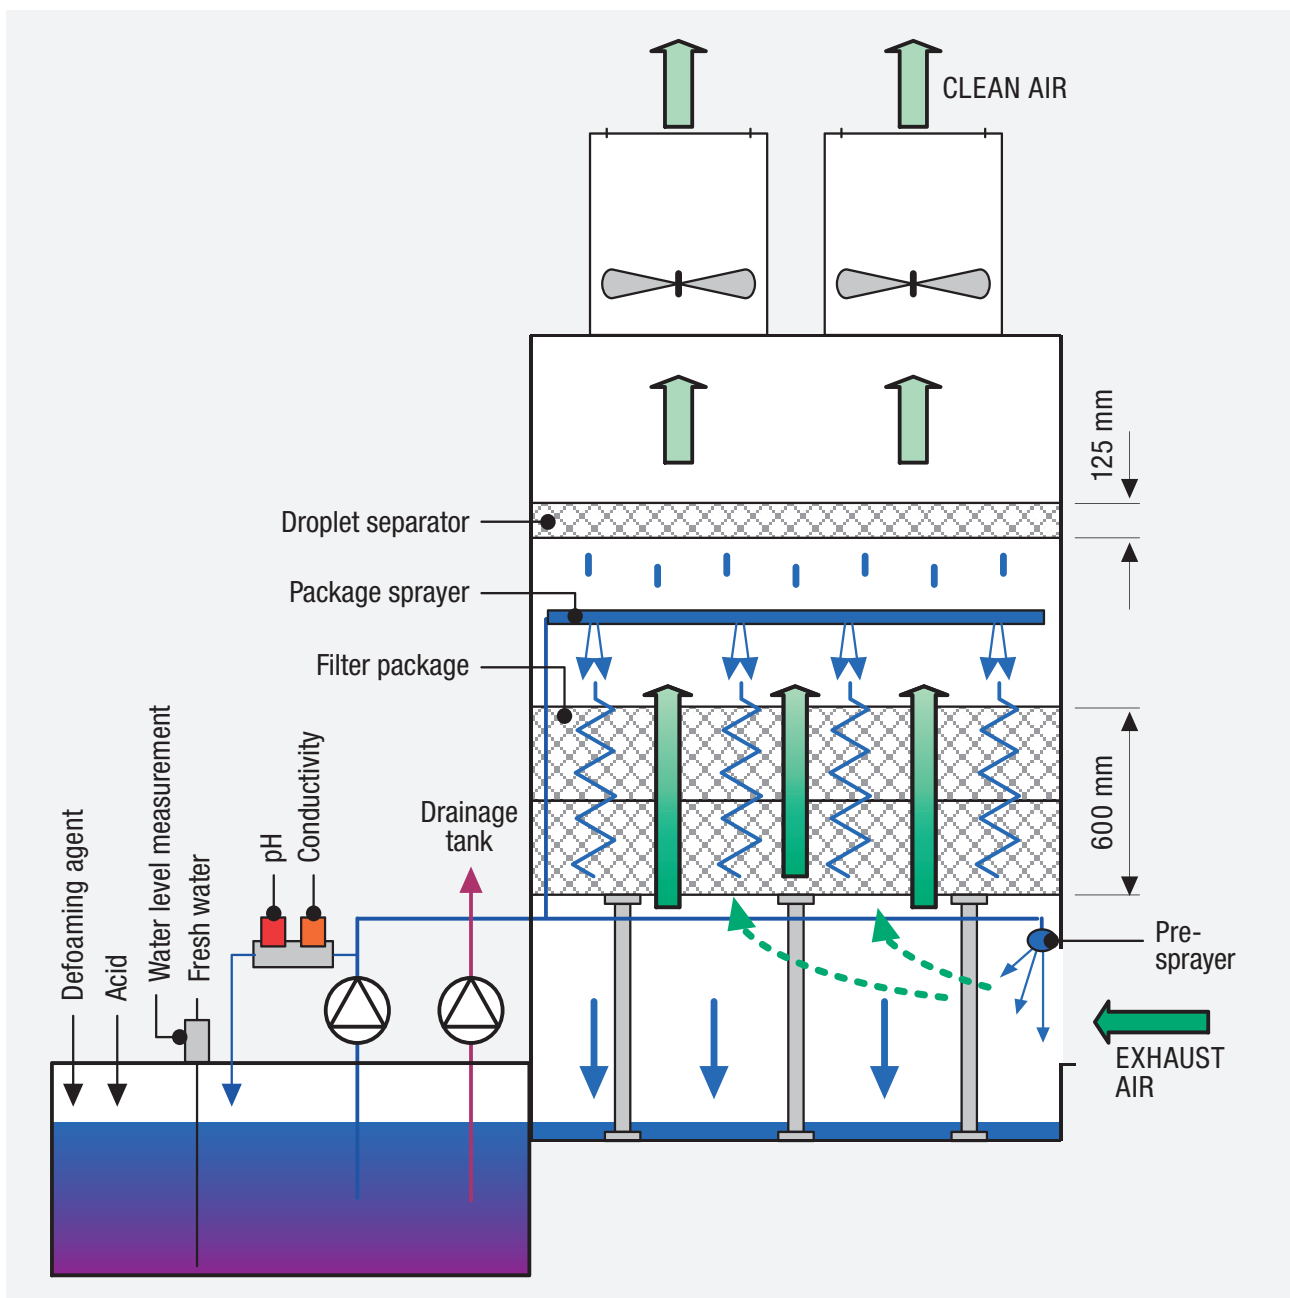 CLEAN AIR
125 mm
Droplet separator
Package sprayer
Filter package
600 mm
Defoaming agent
Acid
Water level measurement
Fresh water
pH
Conductivity
Drainage
tank
Pre-
sprayer
EXHAUST
AIR